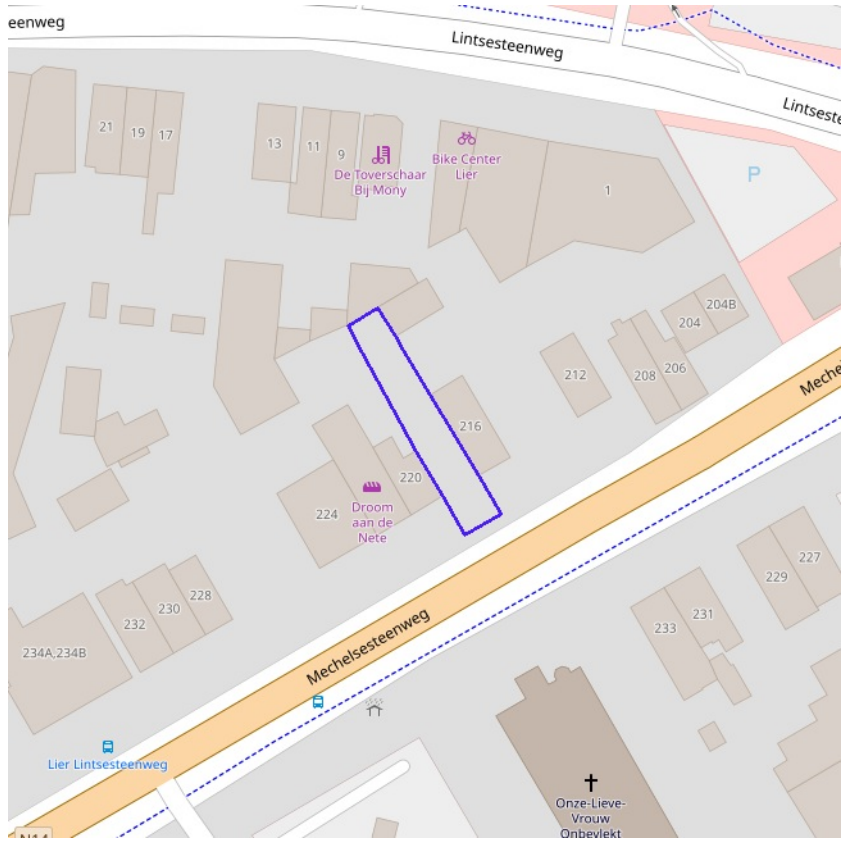 eenweg
Lintsesteenweg
Lintseste
21
19
17
13
11
9
De Toverschaar
Bij Mony
Bike Center
Lier
1
P
204B
204
206
208
212
216
220
Droom
aan de
Nete
224
228
230
232
234A,234B
Mechel
Mechelsesteenweg
227
229
231
233
Lier Lintsesteenweg
Onze-Lieve-
Vrouw
Onbevlekt
N14